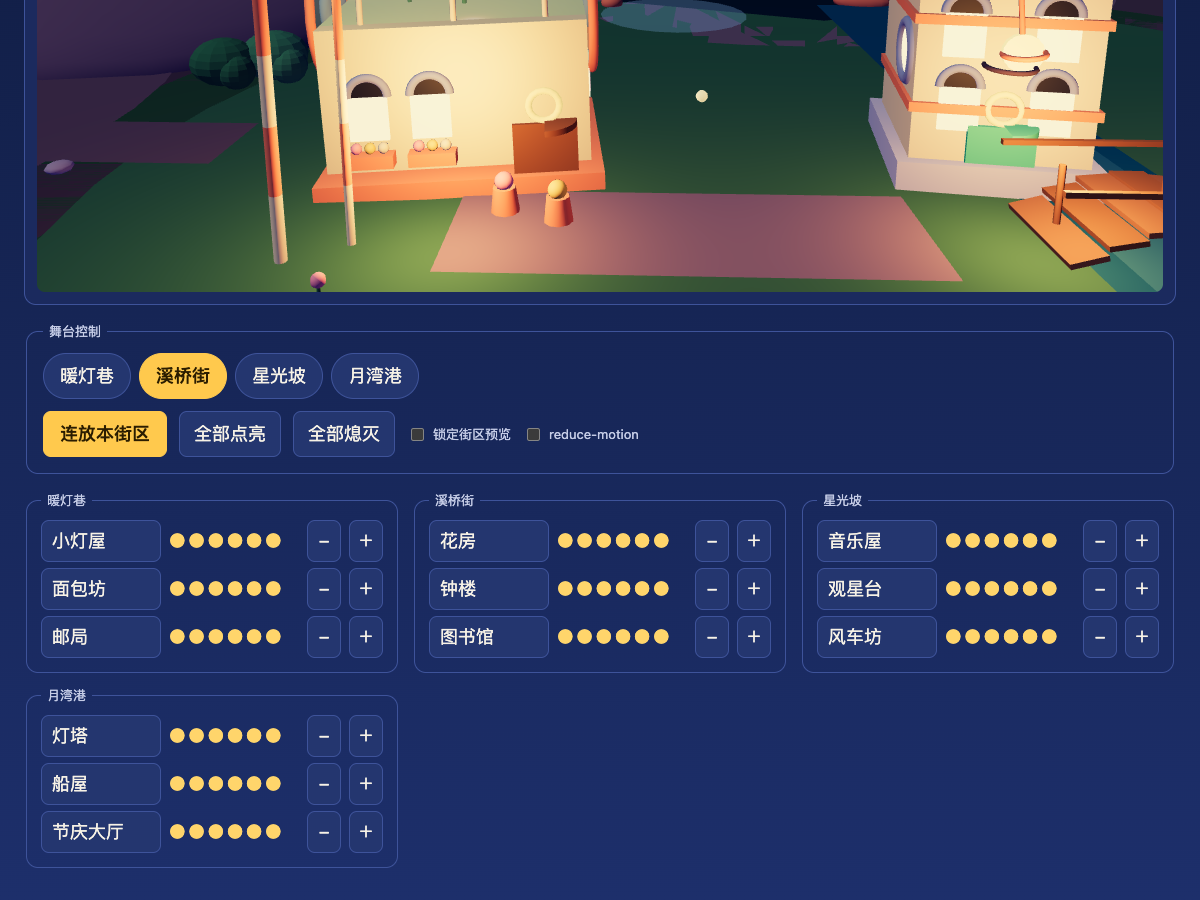 舞台控制
暖灯巷 溪桥街 星光坡 月湾港
连放本街区 全部点亮 全部熄灭 锁定街区预览 reduce-motion
暖灯巷
小灯屋 − +
面包坊 − +
邮局 − +
溪桥街
花房 − +
钟楼 − +
图书馆 − +
星光坡
音乐屋 − +
观星台 − +
风车坊 − +
月湾港
灯塔 − +
船屋 − +
节庆大厅 − +